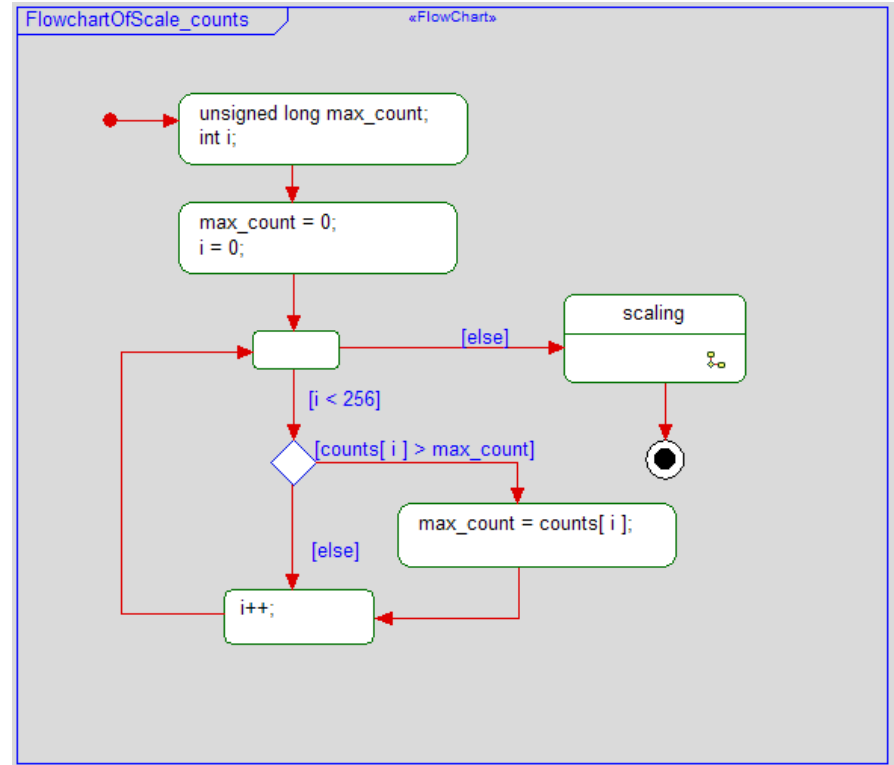 FlowchartOfScale_counts
«FlowChart»
unsigned long max_count;
int i;
max_count = 0;
i = 0;
[else]
scaling
[i < 256]
[counts[ i ] > max_count]
max_count = counts[ i ];
[else]
i++;